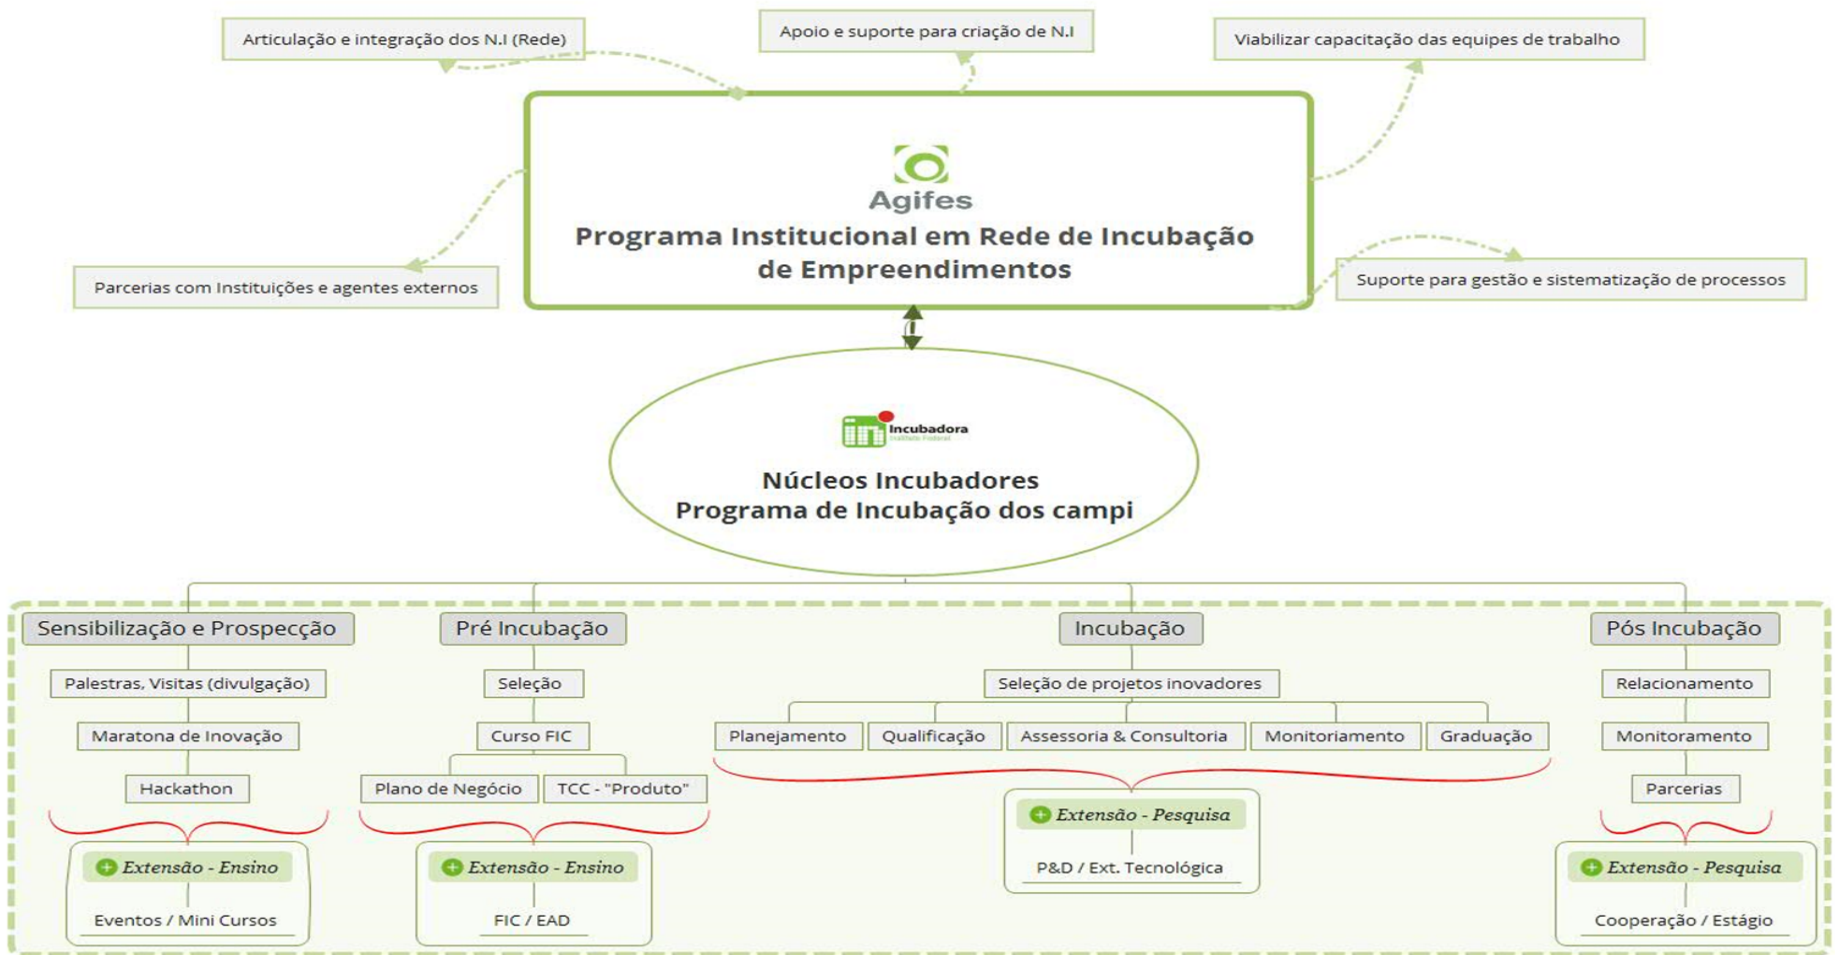 Articulação e integração dos N.I (Rede)
Apoio e suporte para criação de N.I
Viabilizar capacitação das equipes de trabalho
Agifes
Programa Institucional em Rede de Incubação
de Empreendimentos
Parcerias com Instituições e agentes externos
Suporte para gestão e sistematização de processos
Incubadora
Instituto Federal
Núcleos Incubadores
Programa de Incubação dos campi
Sensibilização e Prospecção
Palestras, Visitas (divulgação)
Maratona de Inovação
Hackathon
Extensão - Ensino
Eventos / Mini Cursos
Pré Incubação
Seleção
Curso FIC
Plano de Negócio
TCC - "Produto"
Extensão - Ensino
FIC / EAD
Incubação
Seleção de projetos inovadores
Planejamento
Qualificação
Assessoria & Consultoria
Monitoriamento
Graduação
Extensão - Pesquisa
P&D / Ext. Tecnológica
Pós Incubação
Relacionamento
Monitoramento
Parcerias
Extensão - Pesquisa
Cooperação / Estágio